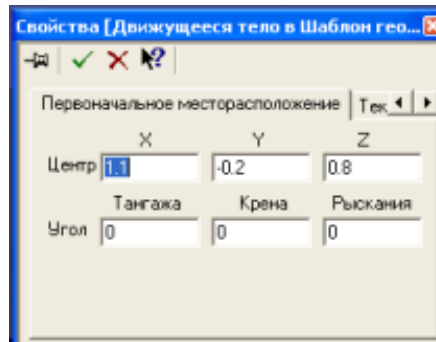 Свойства [Движущееся тело в Шаблон гео...
Первоначальное месторасположение Тек
X Y Z
Центр 1.1 -0.2 0.8
Тангажа Крена Рыскания
Угол 0 0 0